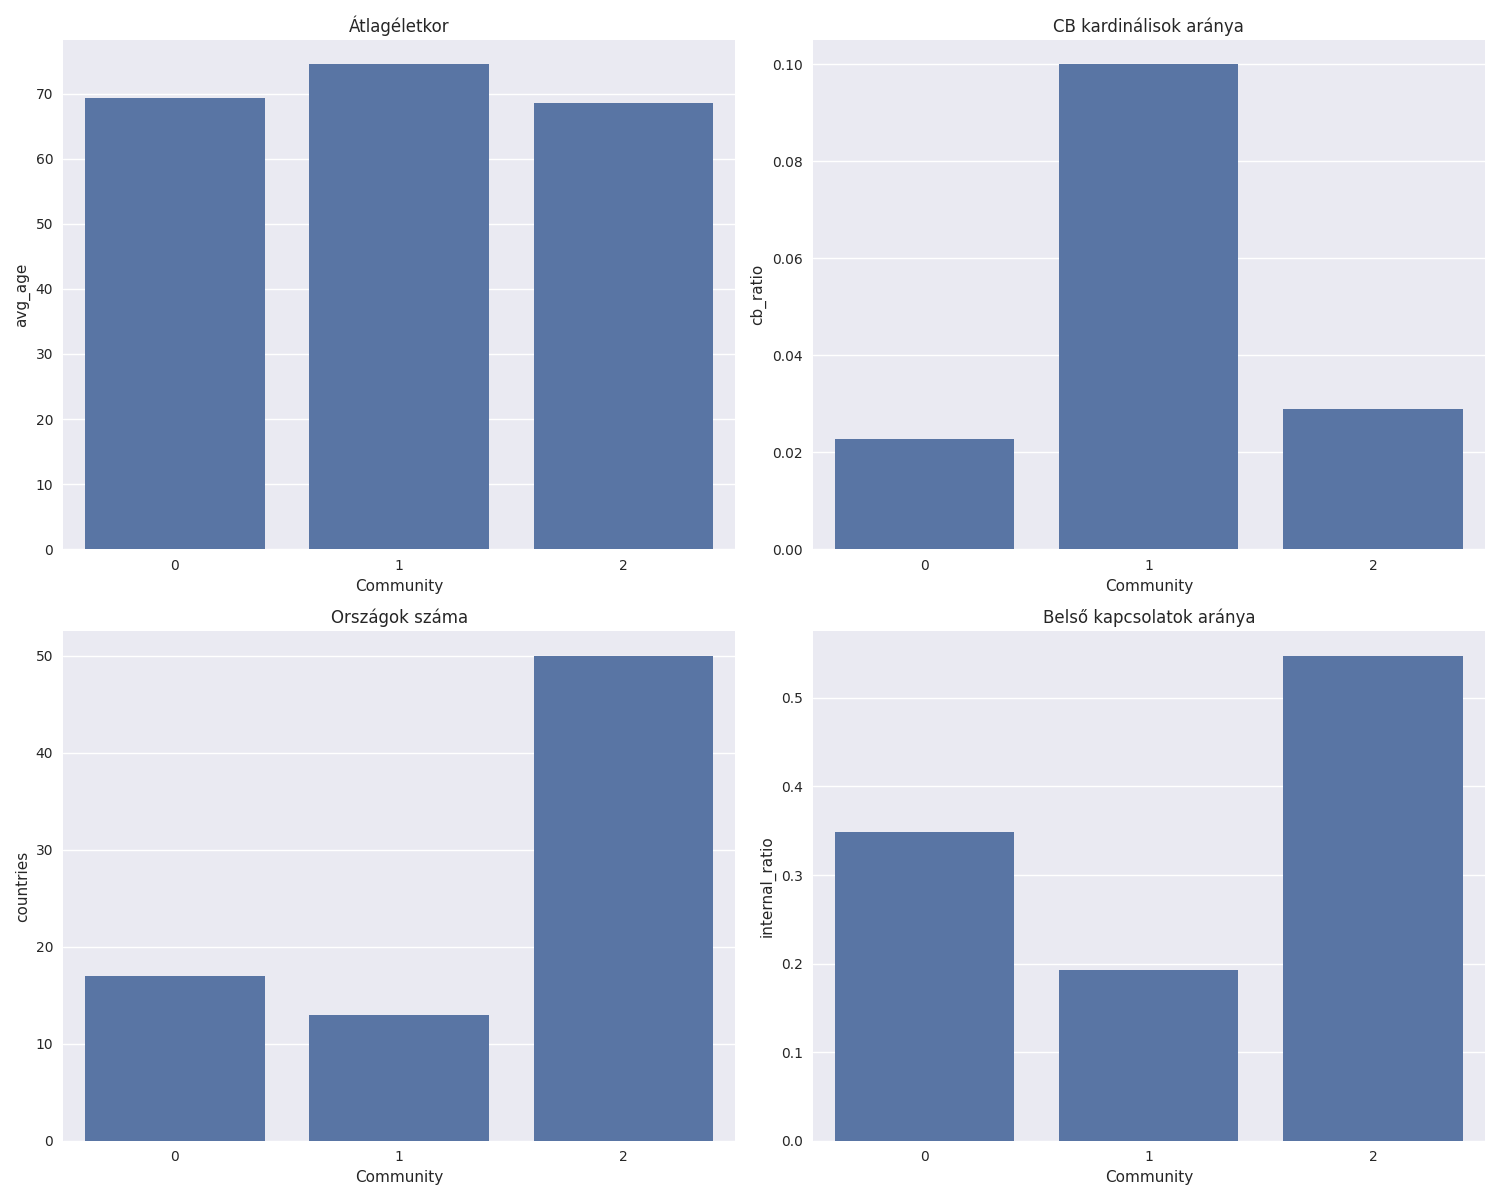 Átlagéletkor
avg_age
70
60
50
40
30
20
10
0
0 1 2
Community
CB kardinálisok aránya
cb_ratio
0.10
0.08
0.06
0.04
0.02
0.00
0 1 2
Community
Országok száma
countries
50
40
30
20
10
0
0 1 2
Community
Belső kapcsolatok aránya
internal_ratio
0.5
0.4
0.3
0.2
0.1
0.0
0 1 2
Community